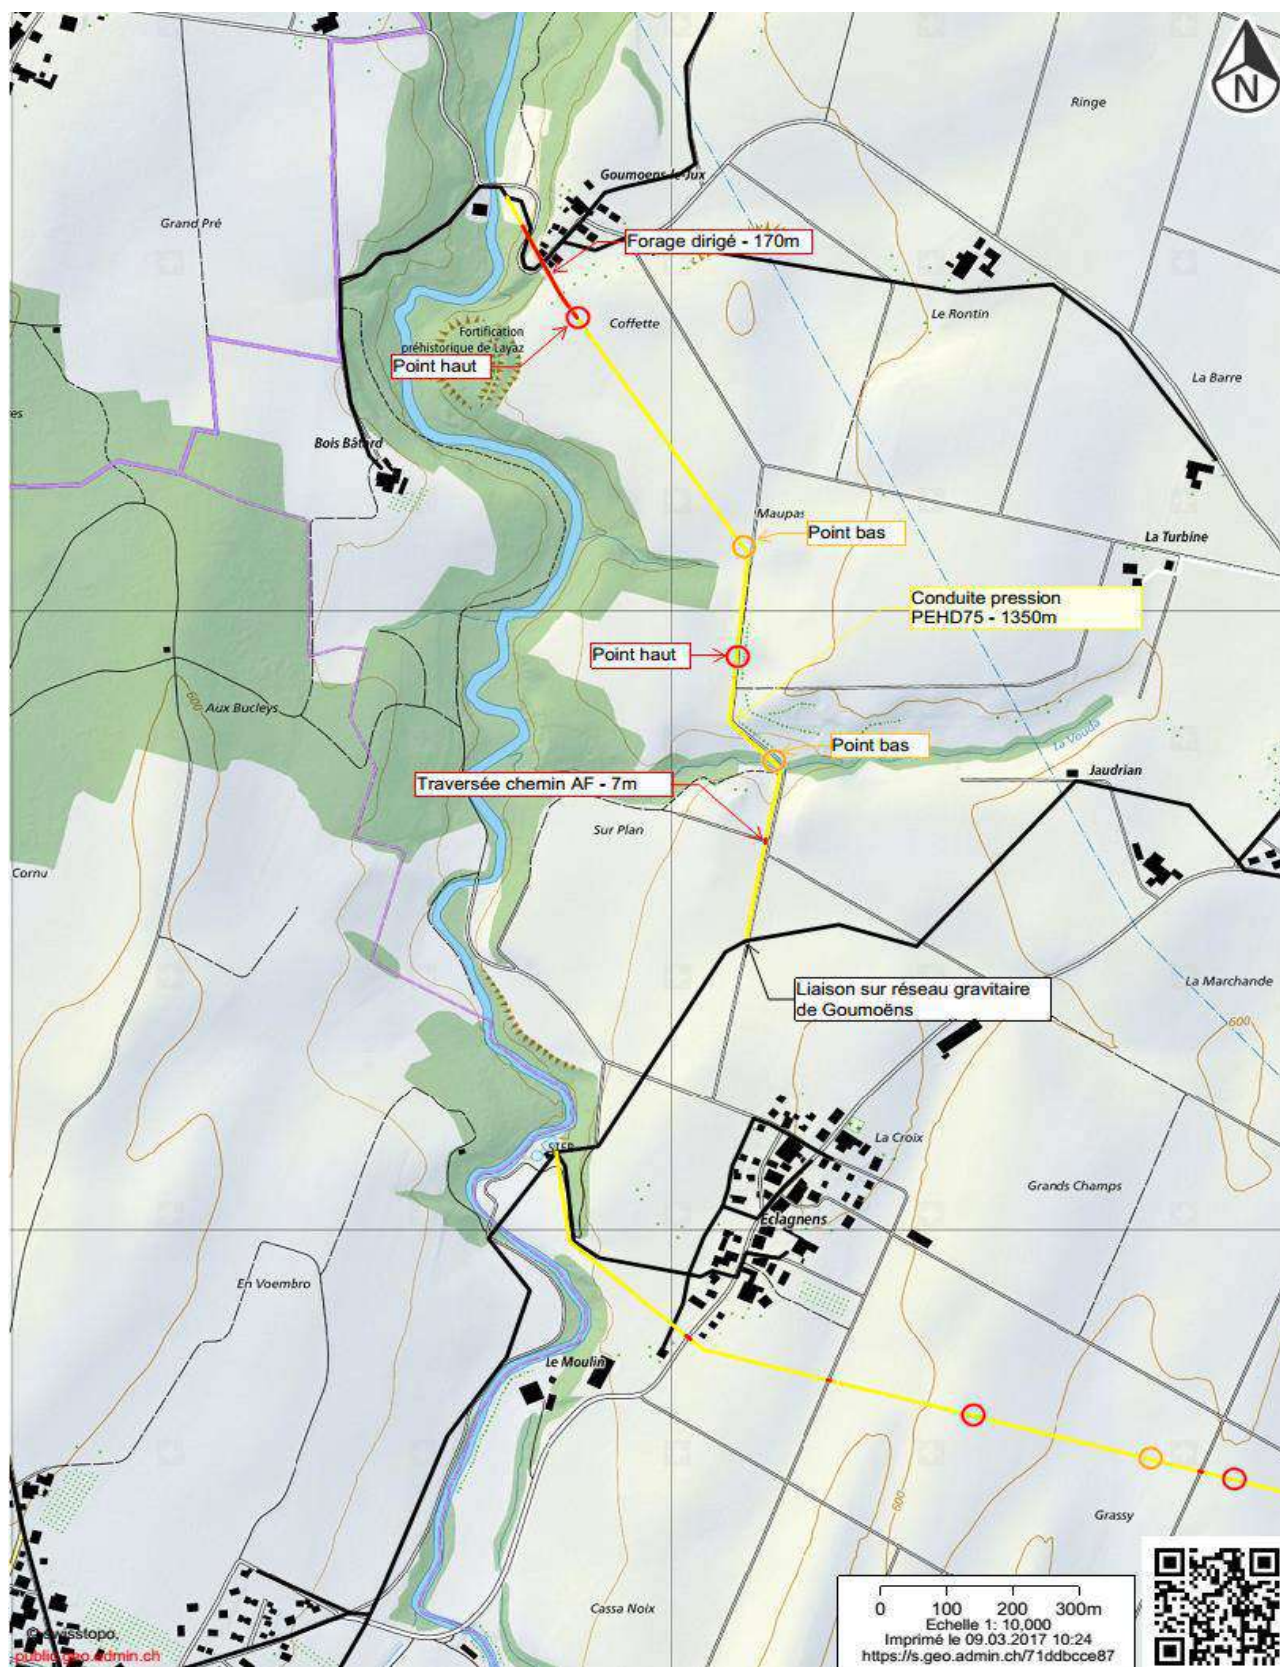 N
Ringe
Goumoens-le-Jux
Grand Pré
Forage dirigé - 170m
Le Rontin
Coffette
Fortification
préhistorique de Layaz
Point haut
La Barre
es
Bois Bâtard
Maupas
Point bas
La Turbine
Conduite pression
PEHD75 - 1350m
Point haut
600
Aux Bucleys
Point bas
La Vouda
Jaudrian
Traversée chemin AF - 7m
Sur Plan
Cornu
Liaison sur réseau gravitaire
de Goumoëns
La Marchande
600
STEP
La Croix
Grands Champs
Eclagnens
En Voembro
Le Moulin
600
Grassy
Cassa Noix
0 100 200 300m
Echelle 1: 10,000
Imprimé le 09.03.2017 10:24
https://s.geo.admin.ch/71ddbcce87
© swisstopo,
public.geo.admin.ch